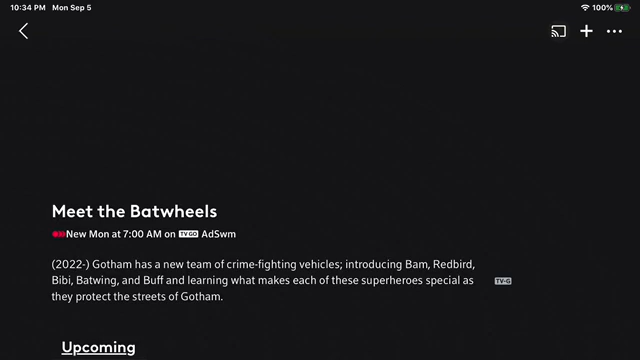 10:34 PM Mon Sep 5 100%
Meet the Batwheels
New Mon at 7:00 AM on TV GO AdSwm
(2022-) Gotham has a new team of crime-fighting vehicles; introducing Bam, Redbird,
Bibi, Batwing, and Buff and learning what makes each of these superheroes special as
they protect the streets of Gotham.
TV-G
Upcoming